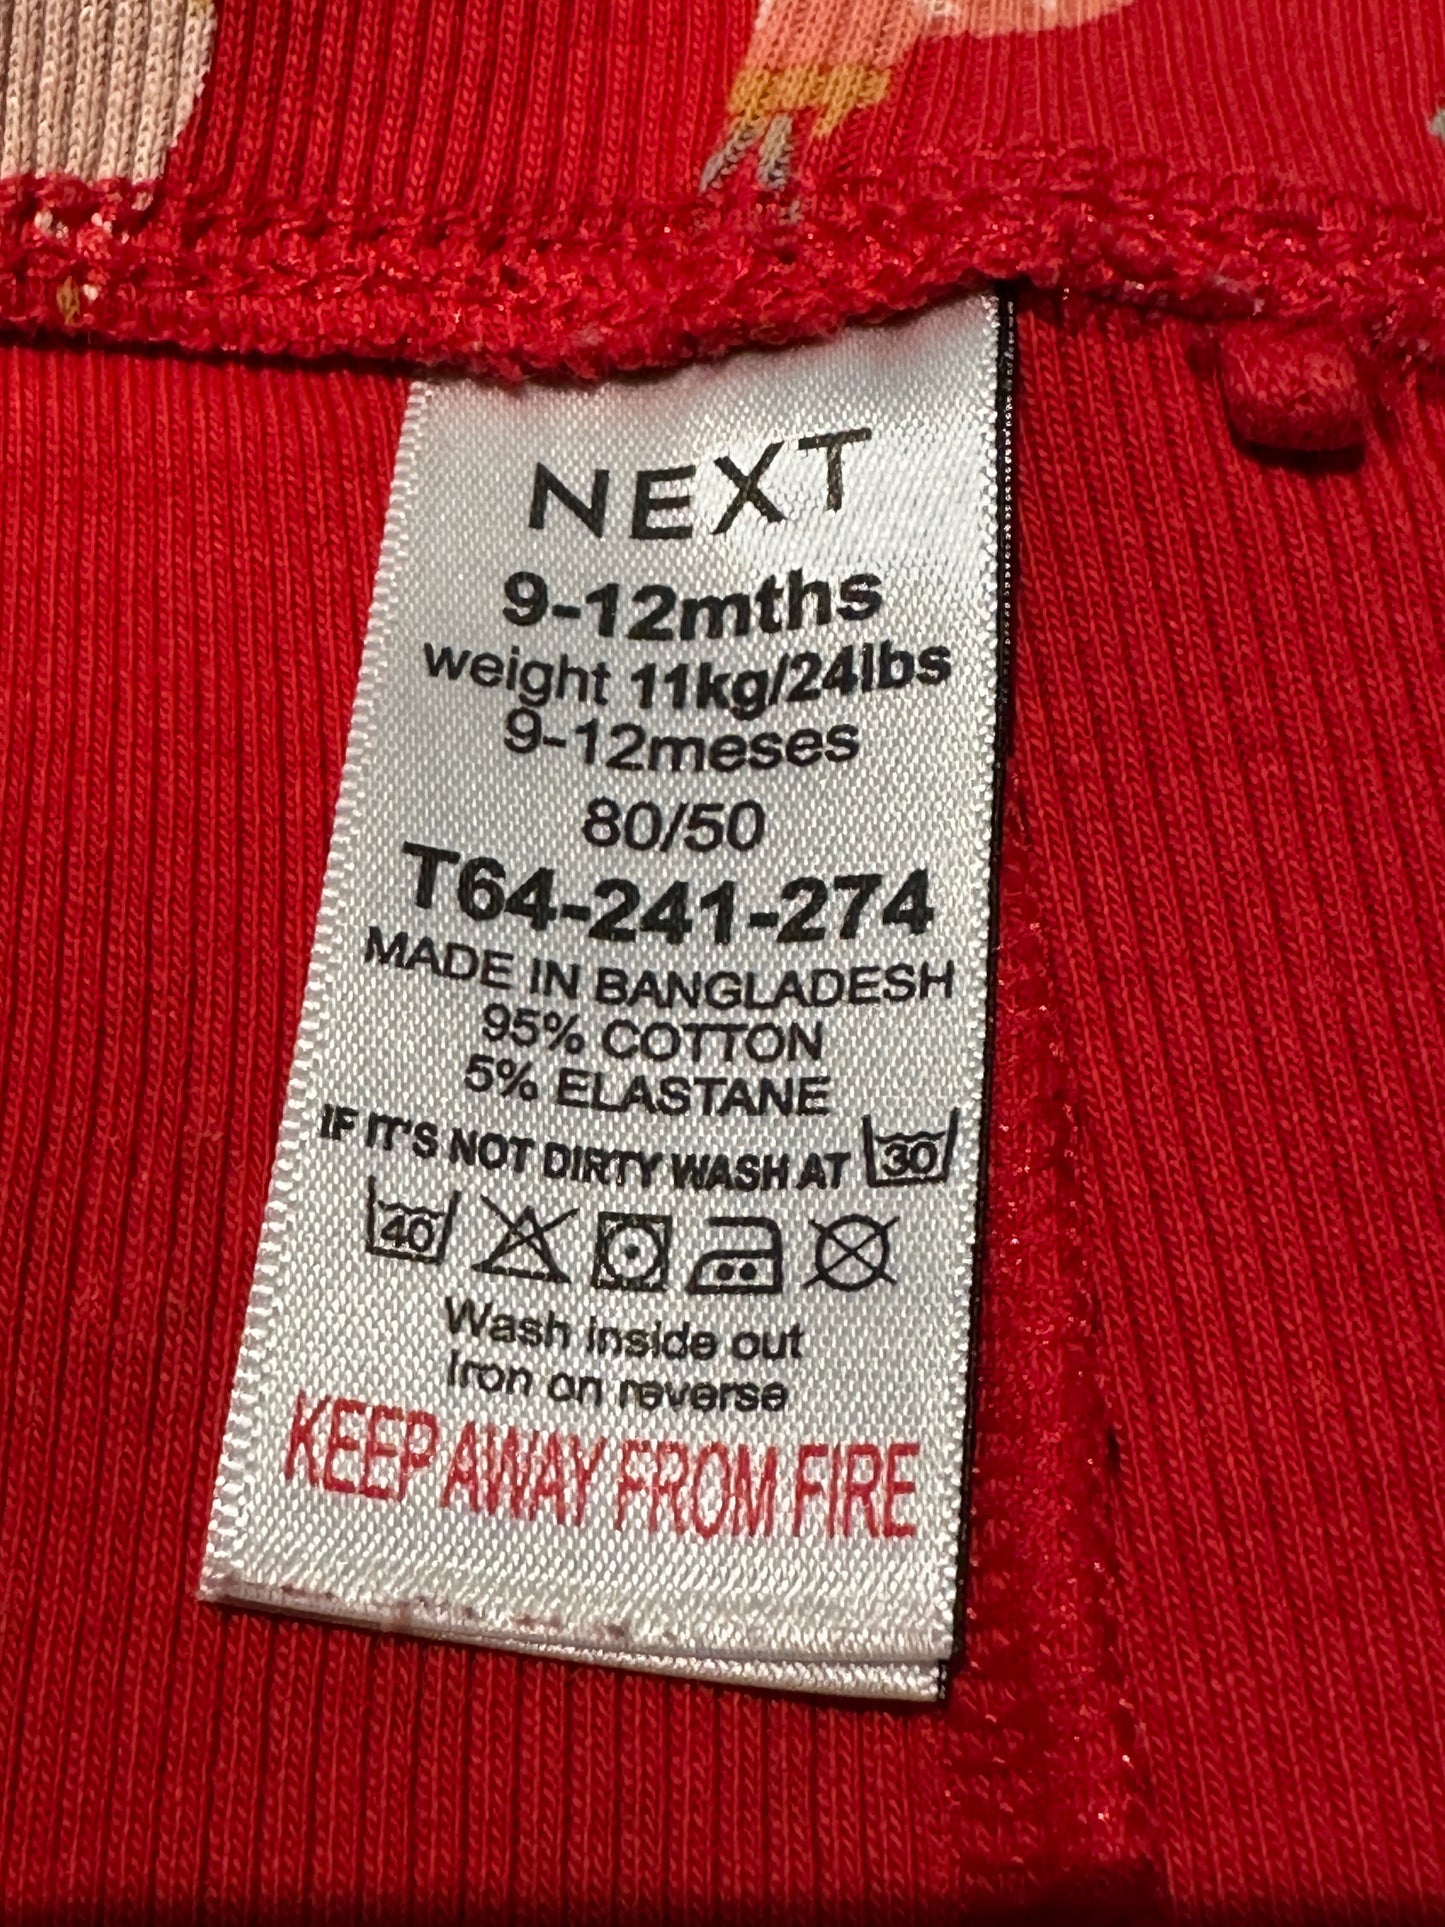 NEXT
9-12mths
weight 11kg/24lbs
9-12meses
80/50
T64-241-274
MADE IN BANGLADESH
95% COTTON
5% ELASTANE
IF IT'S NOT DIRTY WASH AT 30
40
Wash inside out
Iron on reverse
KEEP AWAY FROM FIRE